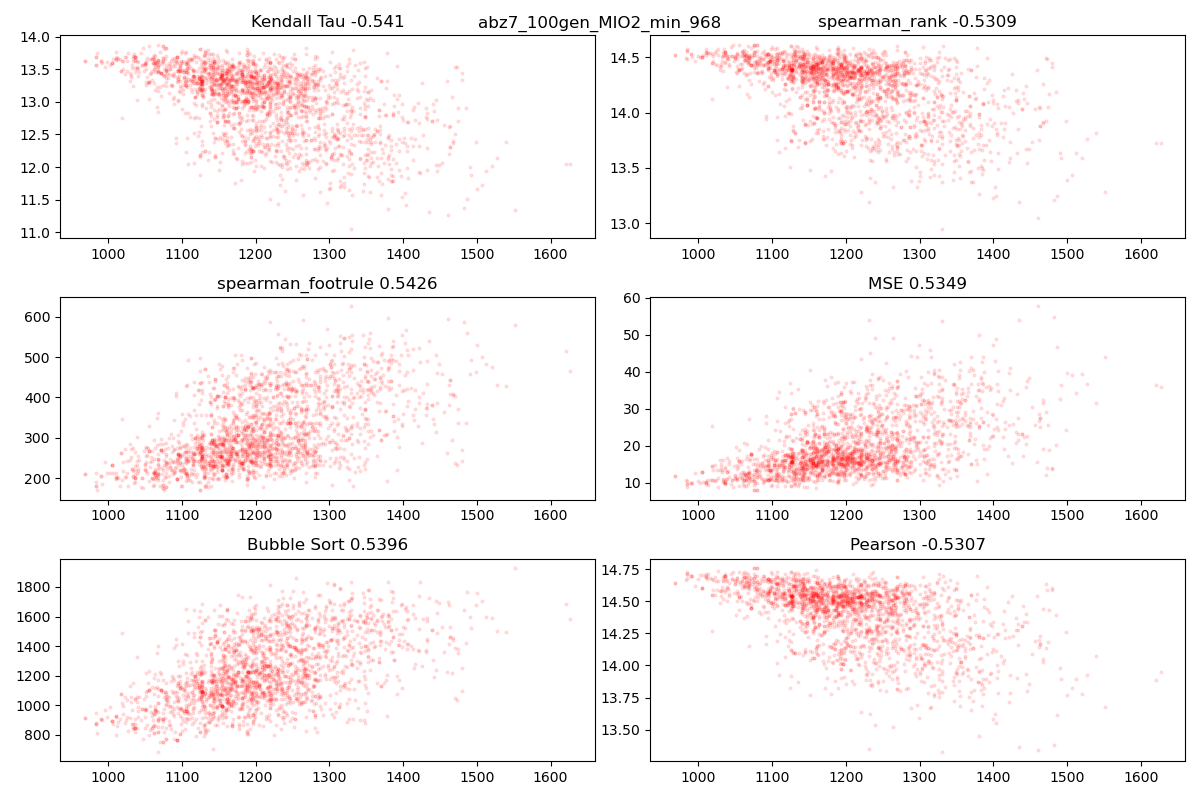 abz7_100gen_MIO2_min_968
Kendall Tau -0.541
14.0
13.5
13.0
12.5
12.0
11.5
11.0
1000 1100 1200 1300 1400 1500 1600
spearman_rank -0.5309
14.5
14.0
13.5
13.0
1000 1100 1200 1300 1400 1500 1600
spearman_footrule 0.5426
600
500
400
300
200
1000 1100 1200 1300 1400 1500 1600
MSE 0.5349
60
50
40
30
20
10
1000 1100 1200 1300 1400 1500 1600
Bubble Sort 0.5396
1800
1600
1400
1200
1000
800
1000 1100 1200 1300 1400 1500 1600
Pearson -0.5307
14.75
14.50
14.25
14.00
13.75
13.50
1000 1100 1200 1300 1400 1500 1600